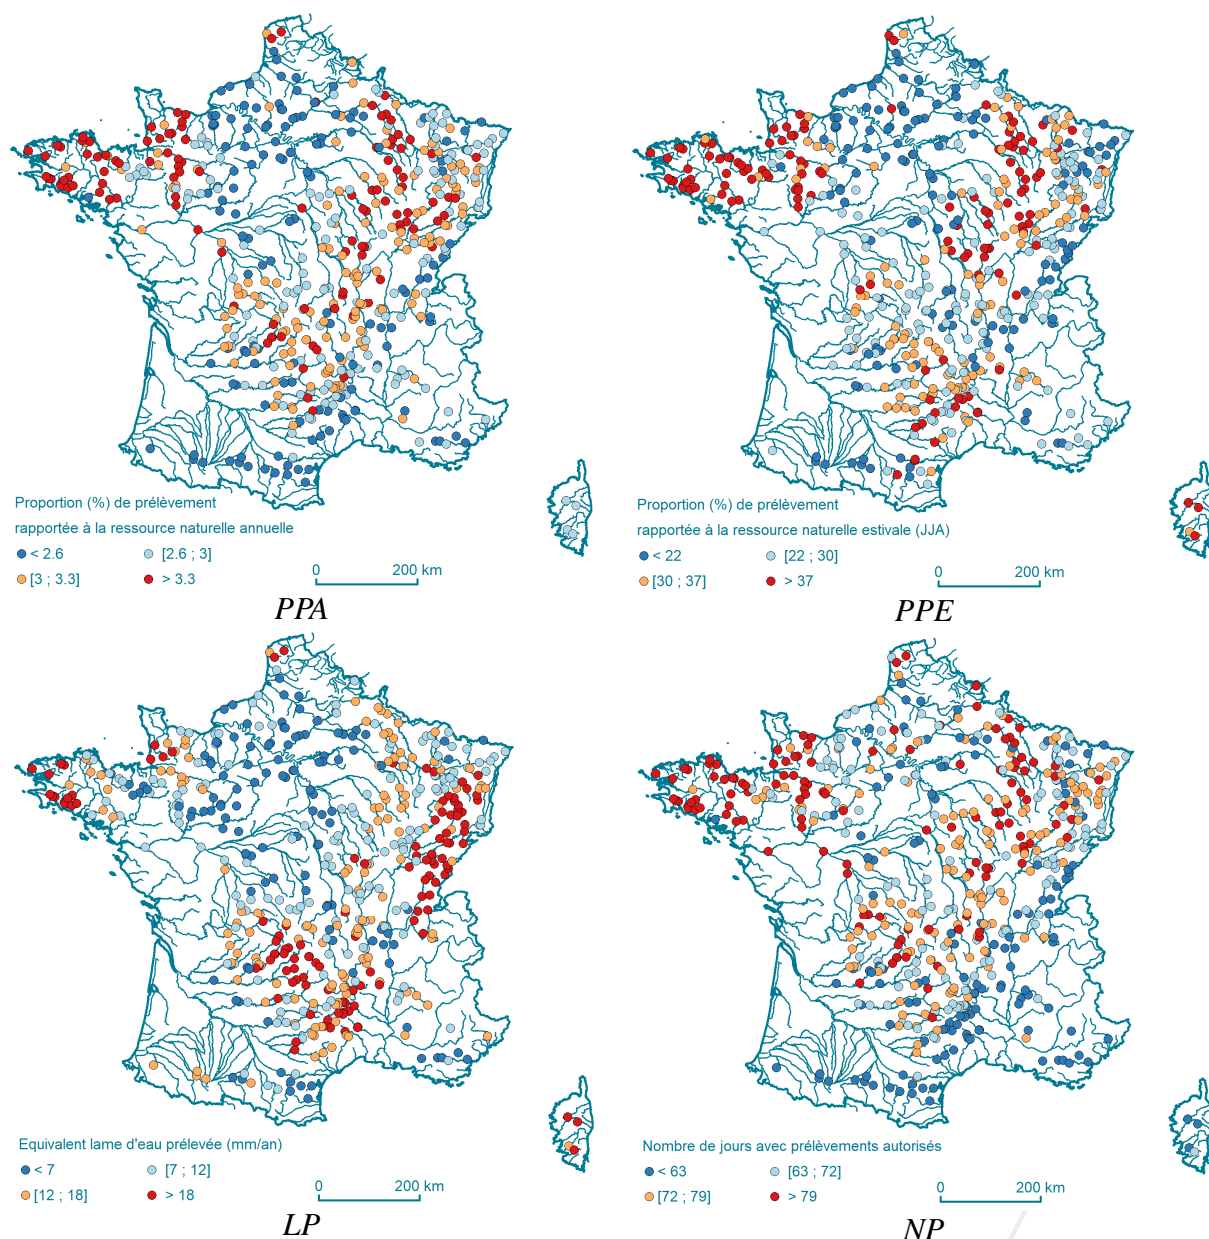 Proportion (%) de prélèvement
rapportée à la ressource naturelle annuelle
< 2.6
[2.6 ; 3]
[3 ; 3.3]
> 3.3
0
200 km
PPA
Proportion (%) de prélèvement
rapportée à la ressource naturelle estivale (JJA)
< 22
[22 ; 30]
[30 ; 37]
> 37
0
200 km
PPE
Equivalent lame d'eau prélevée (mm/an)
< 7
[7 ; 12]
[12 ; 18]
> 18
0
200 km
LP
Nombre de jours avec prélèvements autorisés
< 63
[63 ; 72]
[72 ; 79]
> 79
0
200 km
NP